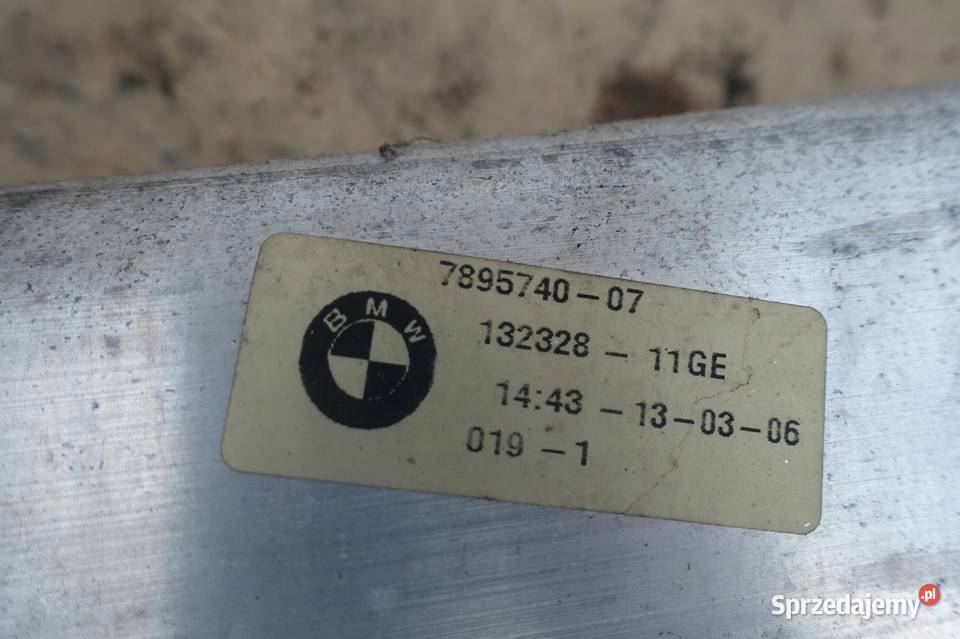 7895740-07
BMW
132328 - 11GE
14:43 - 13-03-06
019 -1
Sprzedajemy.pl